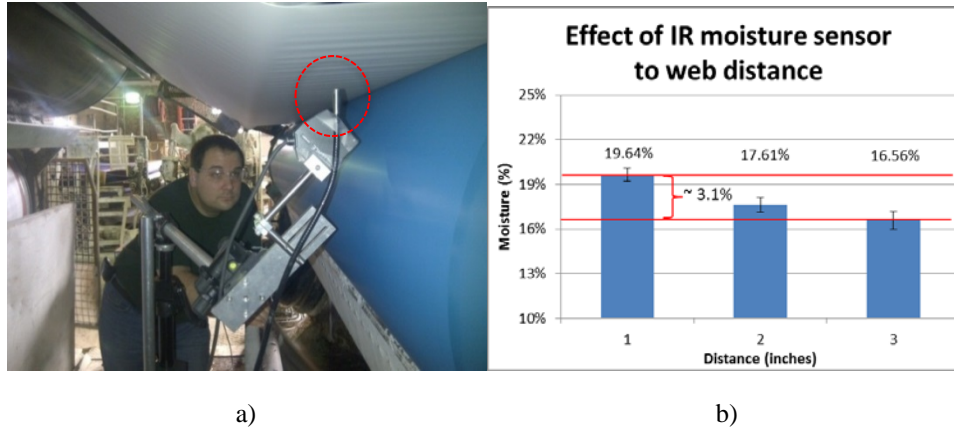 Effect of IR moisture sensor
to web distance
25%
22%
19%
16%
13%
10%
Moisture (%)
19.64%
17.61%
16.56%
~ 3.1%
1
2
3
Distance (inches)
a)
b)